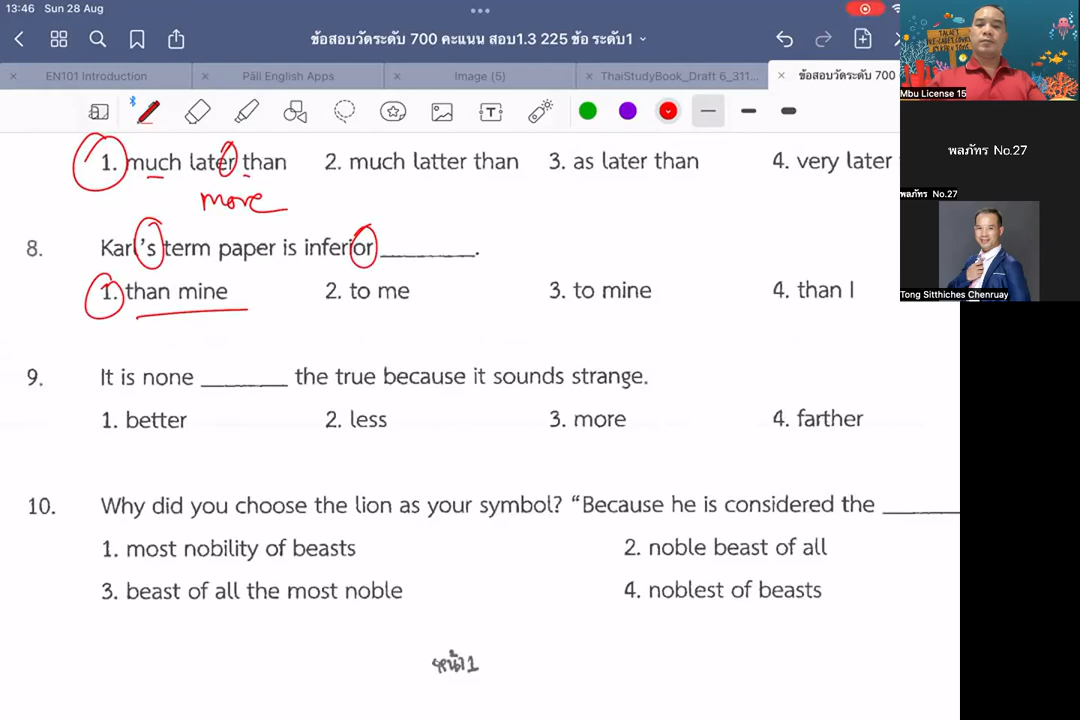 13:46 Sun 28 Aug
ข้อสอบวัดระดับ 700 คะแนน สอบ1.3 225 ข้อ ระดับ1
EN101 Introduction
Pāli English Apps
Image (5)
ThaiStudyBook_Draft 6_311...
ข้อสอบวัดระดับ 700
TALAD1
Mbu License 15
พลภัทร No.27
พลภัทร No.27
Tong Sitthiches Chenruay
1. much later than 2. much latter than 3. as later than 4. very later
more
8. Karl's term paper is inferior ________.
1. than mine 2. to me 3. to mine 4. than I
9. It is none ________ the true because it sounds strange.
1. better 2. less 3. more 4. farther
10. Why did you choose the lion as your symbol? “Because he is considered the ________
1. most nobility of beasts 2. noble beast of all
3. beast of all the most noble 4. noblest of beasts
หน้า1